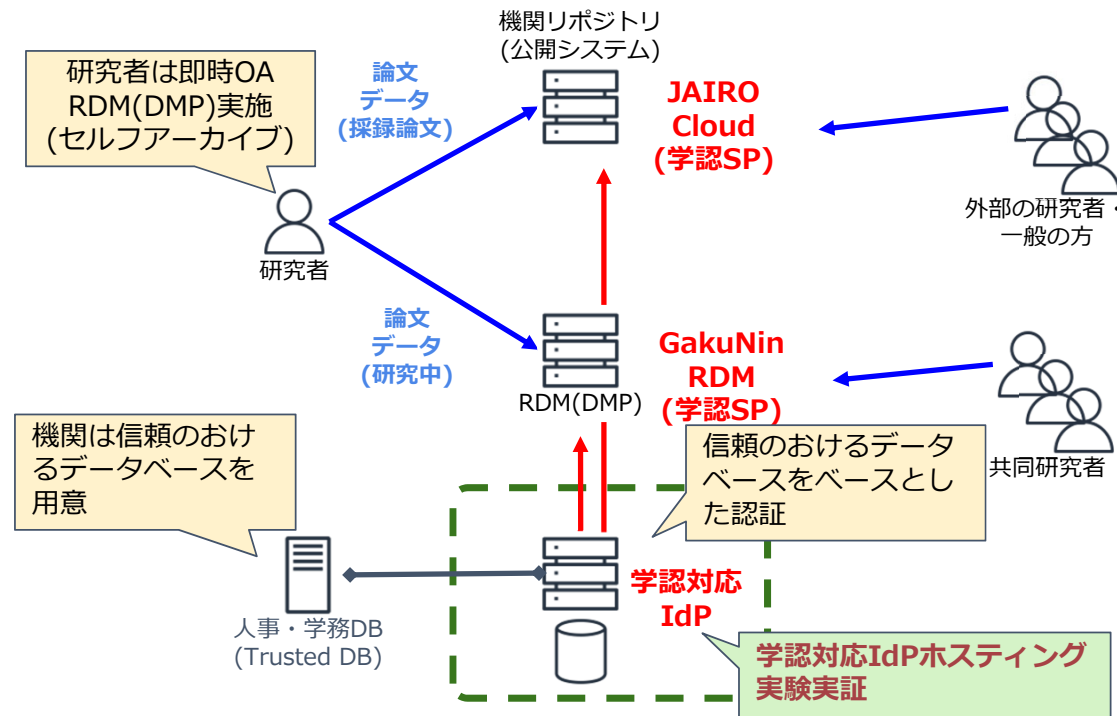 機関リポジトリ
(公開システム)
研究者は即時OA
RDM(DMP)実施
(セルフアーカイブ)
論文
データ
(採録論文)
JAIRO
Cloud
(学認SP)
外部の研究者・
一般の方
研究者
論文
データ
(研究中)
GakuNin
RDM
(学認SP)
RDM(DMP)
共同研究者
機関は信頼のおけ
るデータベースを
用意
信頼のおけるデータ
ベースをベースとし
た認証
人事・学務DB
(Trusted DB)
学認対応
IdP
学認対応IdPホスティング
実験実証